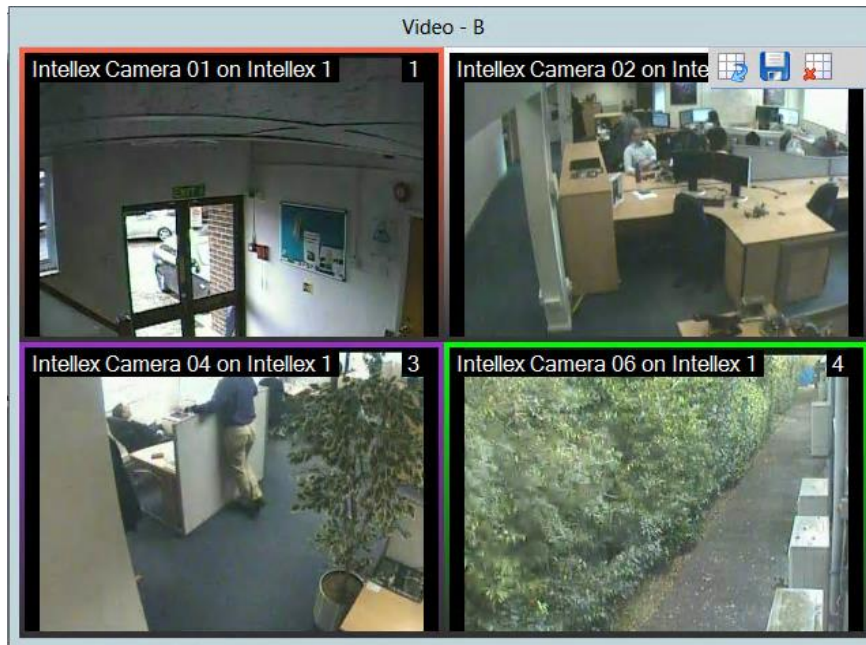 Video - B
Intellex Camera 01 on Intellex 1 1
Intellex Camera 02 on Inte
Intellex Camera 04 on Intellex 1 3
Intellex Camera 06 on Intellex 1 4
EXIT